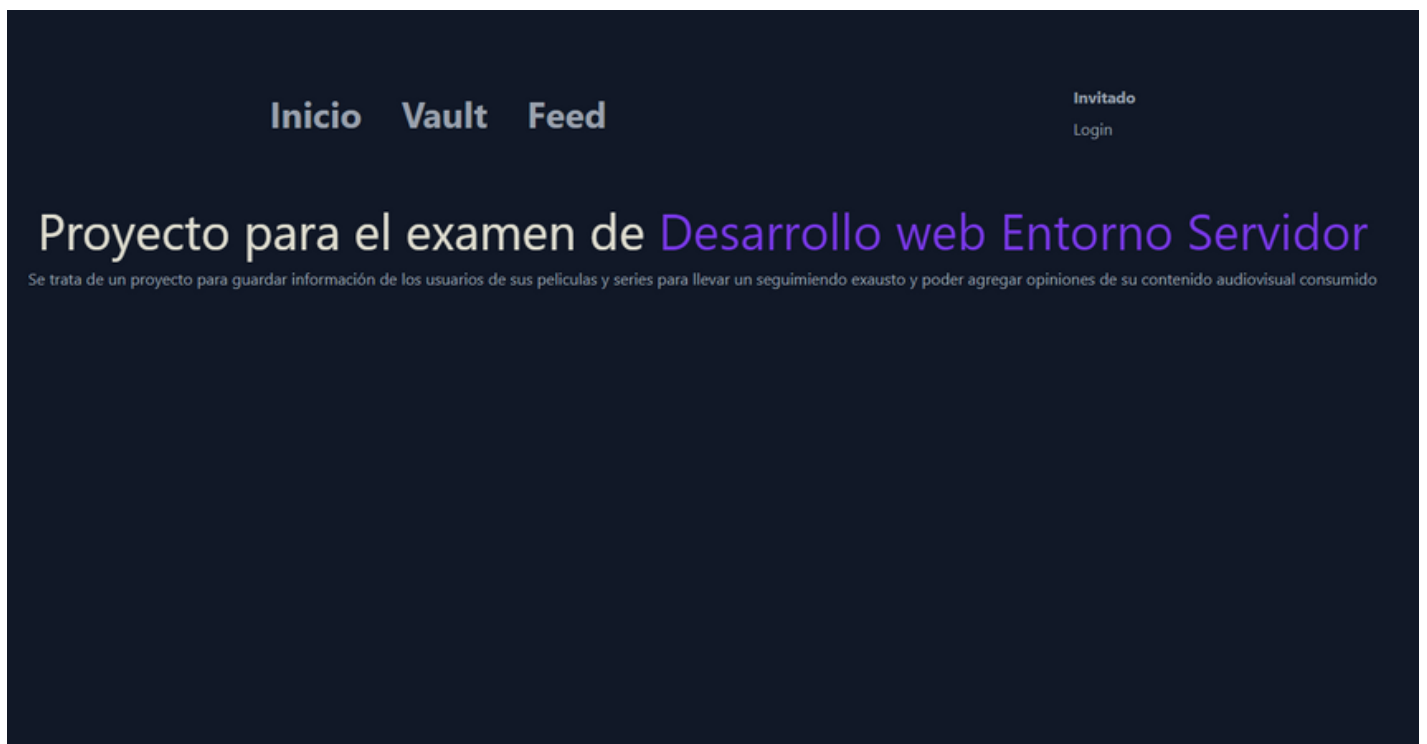 Inicio Vault Feed
Invitado
Login
Proyecto para el examen de Desarrollo web Entorno Servidor
Se trata de un proyecto para guardar información de los usuarios de sus peliculas y series para llevar un seguimiendo exausto y poder agregar opiniones de su contenido audiovisual consumido